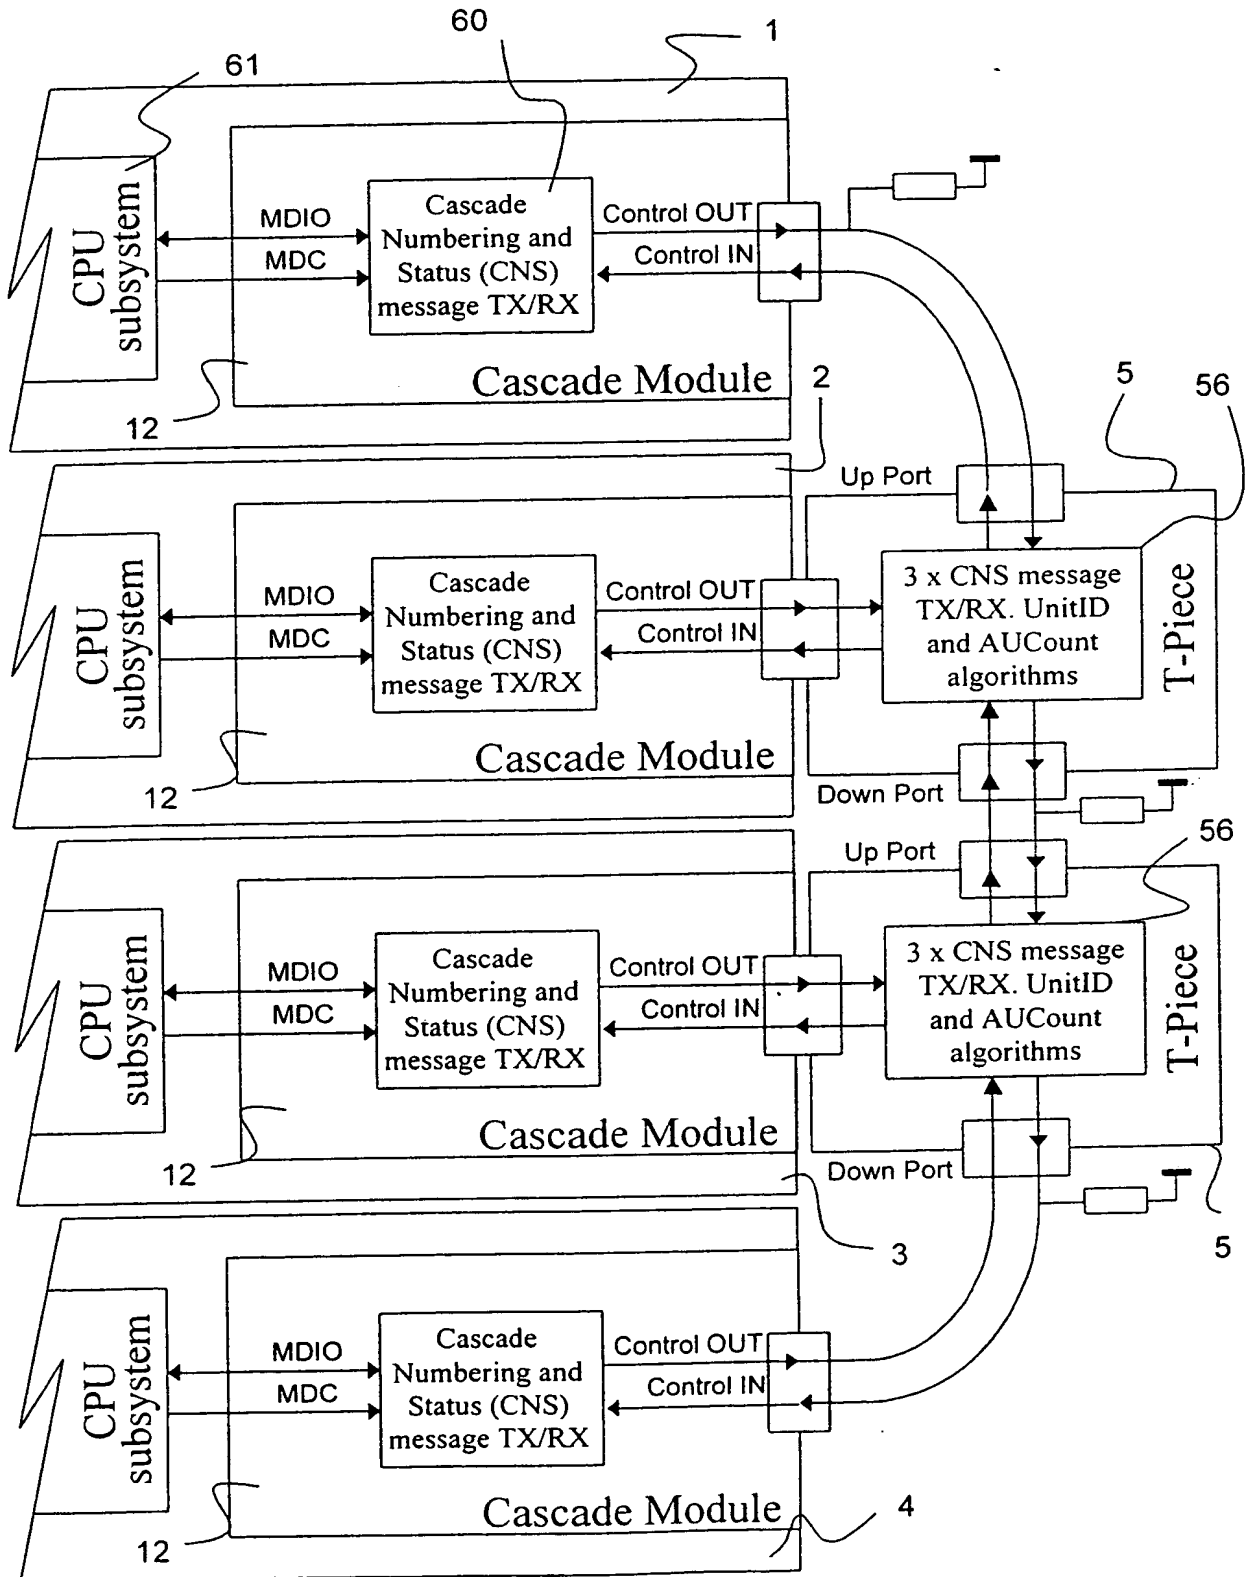 60
1
61
CPU
subsystem
MDIO
MDC
Cascade
Numbering and
Status (CNS)
message TX/RX
Control OUT
Control IN
Cascade Module
12
2
5
56
Up Port
CPU
subsystem
MDIO
MDC
Cascade
Numbering and
Status (CNS)
message TX/RX
Control OUT
Control IN
3 x CNS message
TX/RX. UnitID
and AUCount
algorithms
T-Piece
Cascade Module
12
Down Port
Up Port
56
CPU
subsystem
MDIO
MDC
Cascade
Numbering and
Status (CNS)
message TX/RX
Control OUT
Control IN
3 x CNS message
TX/RX. UnitID
and AUCount
algorithms
T-Piece
Cascade Module
12
Down Port
3
5
CPU
subsystem
MDIO
MDC
Cascade
Numbering and
Status (CNS)
message TX/RX
Control OUT
Control IN
Cascade Module
12
4